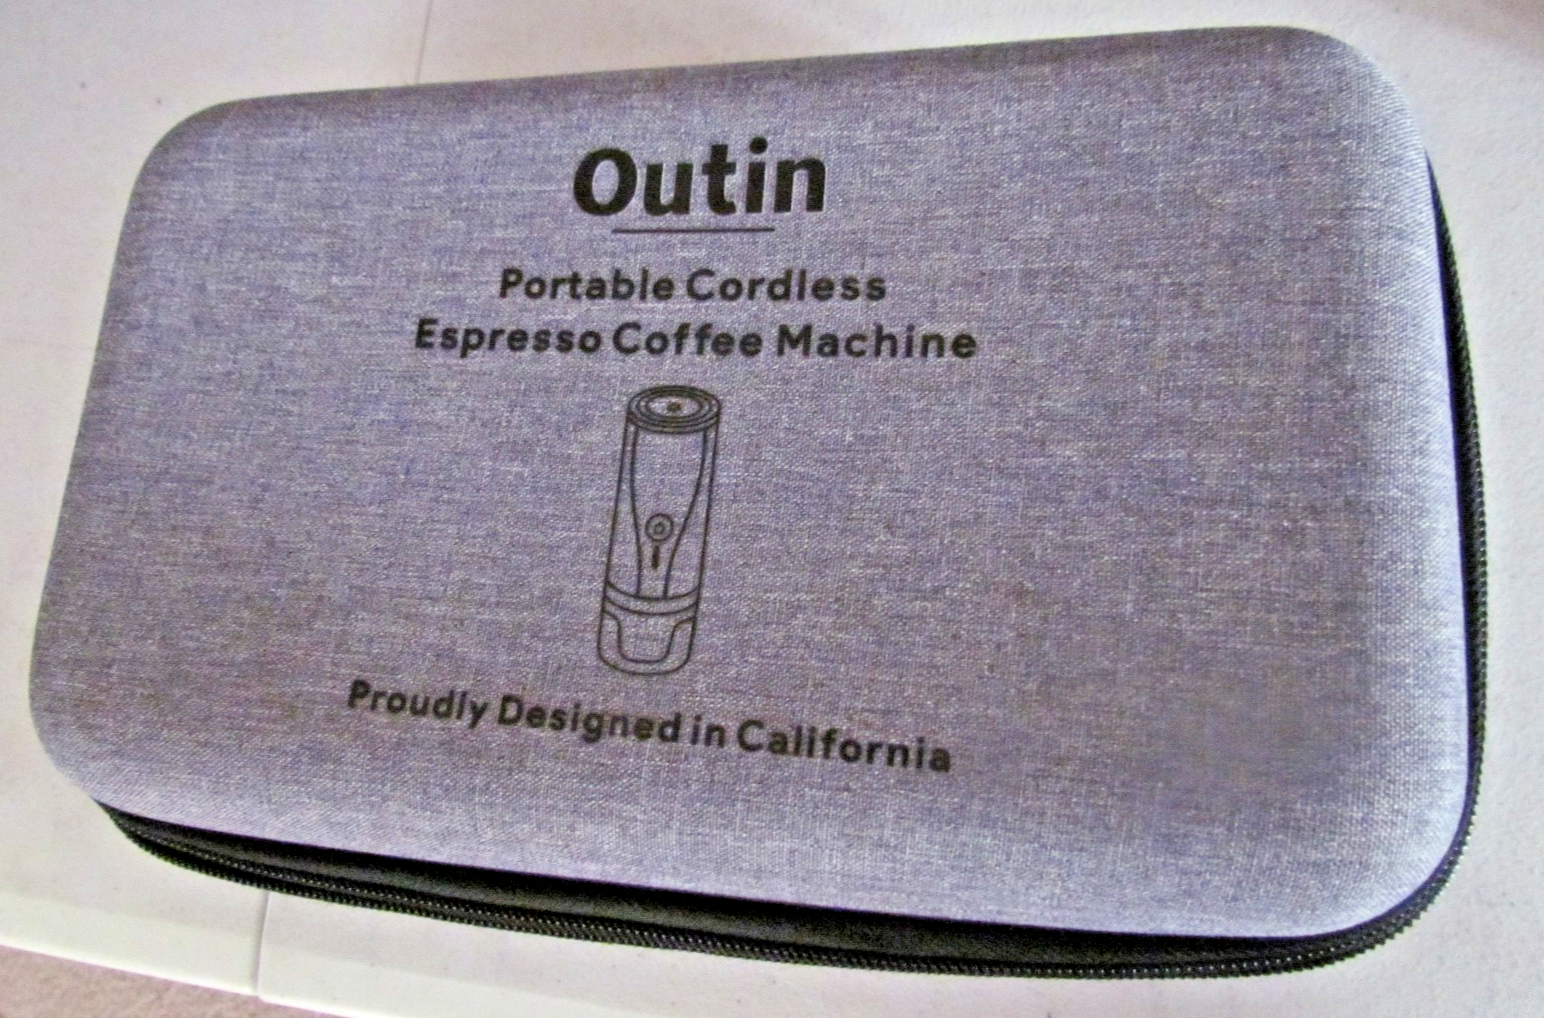 Outin
Portable Cordless
Espresso Coffee Machine
Proudly Designed in California